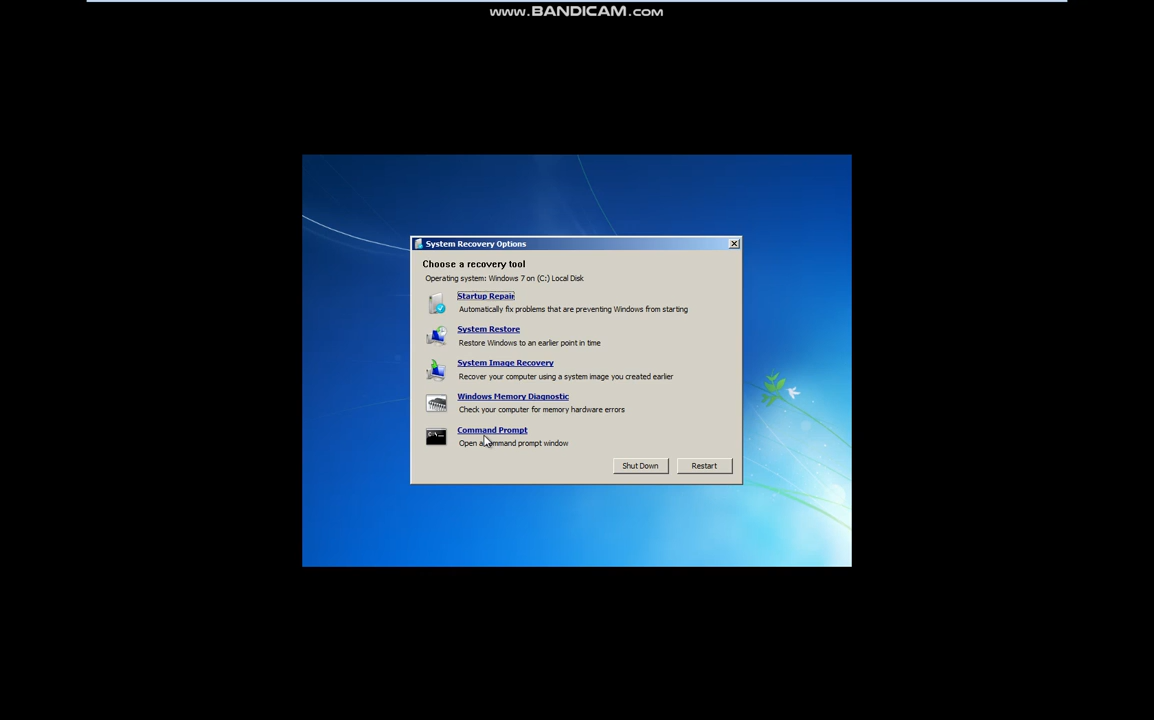 www.BANDICAM.com
System Recovery Options
Choose a recovery tool
Operating system: Windows 7 on (C:) Local Disk
Startup Repair
Automatically fix problems that are preventing Windows from starting
System Restore
Restore Windows to an earlier point in time
System Image Recovery
Recover your computer using a system image you created earlier
Windows Memory Diagnostic
Check your computer for memory hardware errors
Command Prompt
Open a command prompt window
Shut Down
Restart